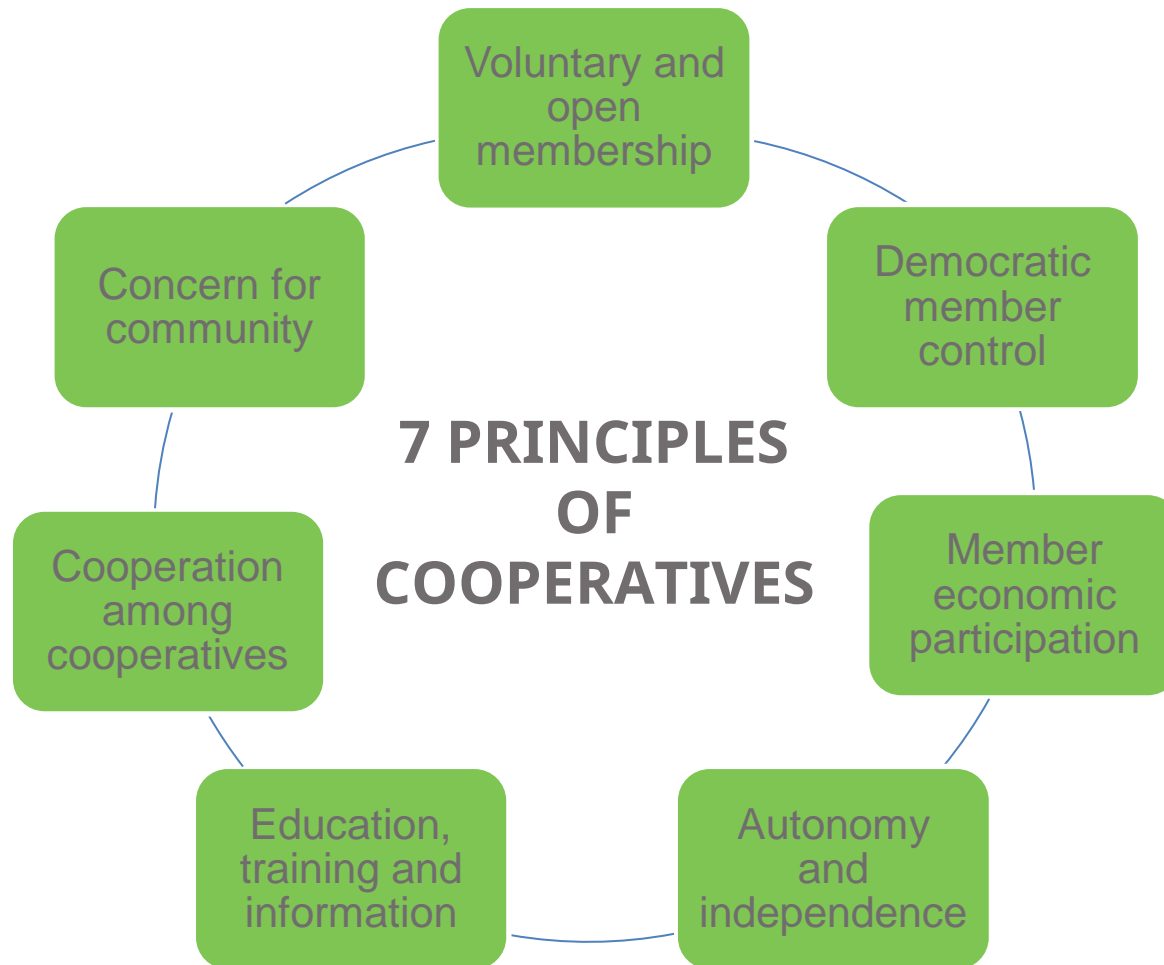 Voluntary and
open
membership
Democratic
member
control
Member
economic
participation
Autonomy
and
independence
Education,
training and
information
Cooperation
among
cooperatives
Concern for
community
7 PRINCIPLES
OF
COOPERATIVES